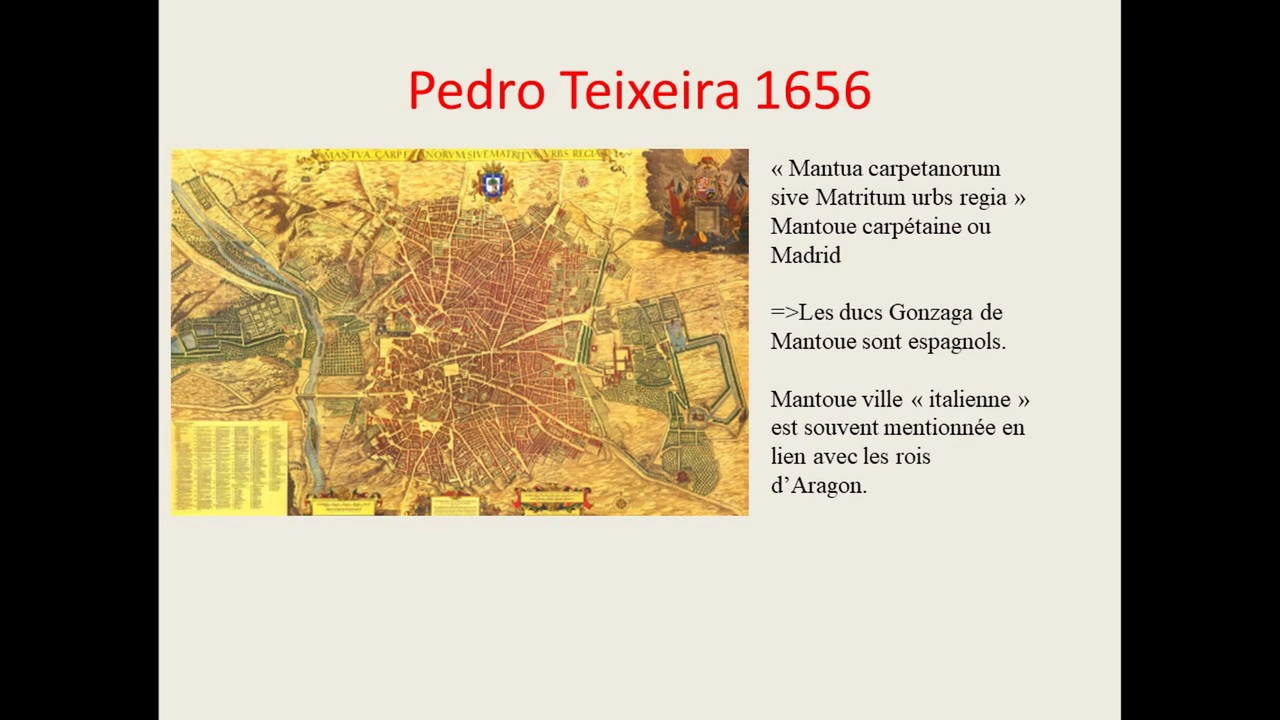 Pedro Teixeira 1656
MANTVA CARPETANORVM SIVE MATRITVM VRBS REGIA
« Mantua carpetanorum
sive Matritum urbs regia »
Mantoue carpétaine ou
Madrid
=>Les ducs Gonzaga de
Mantoue sont espagnols.
Mantoue ville « italienne »
est souvent mentionnée en
lien avec les rois
d’Aragon.